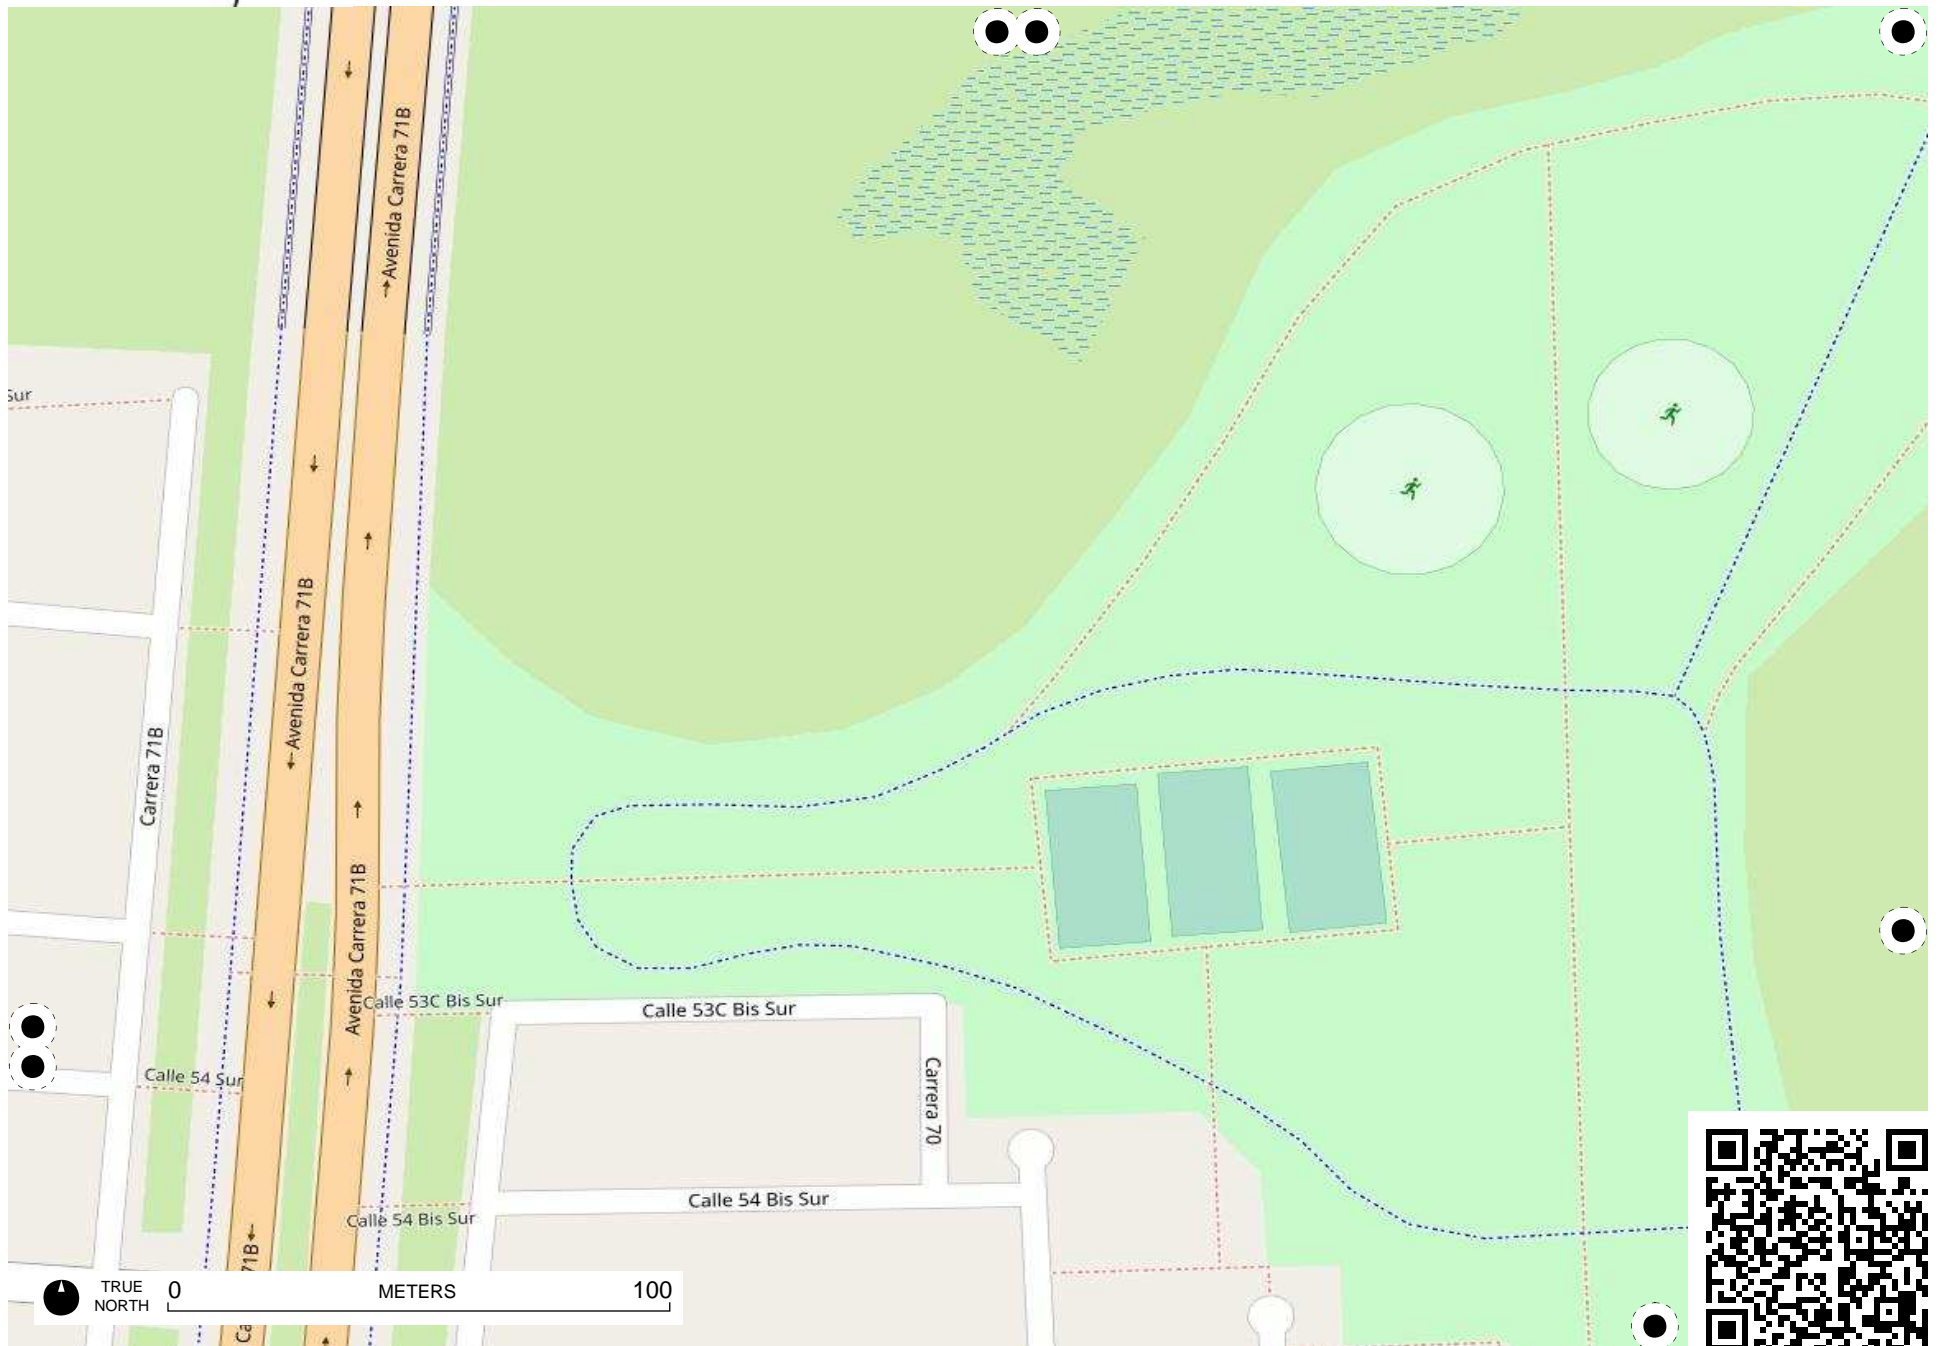 Avenida Carrera 71B
Sur
Avenida Carrera 71B
Carrera 71B
Avenida Carrera 71B
Calle 53C Bis Sur
Calle 53C Bis Sur
Carrera 70
Calle 54 Sur
Calle 54 Bis Sur
Calle 54 Bis Sur
71B
Ca
TRUE
NORTH
0 METERS 100